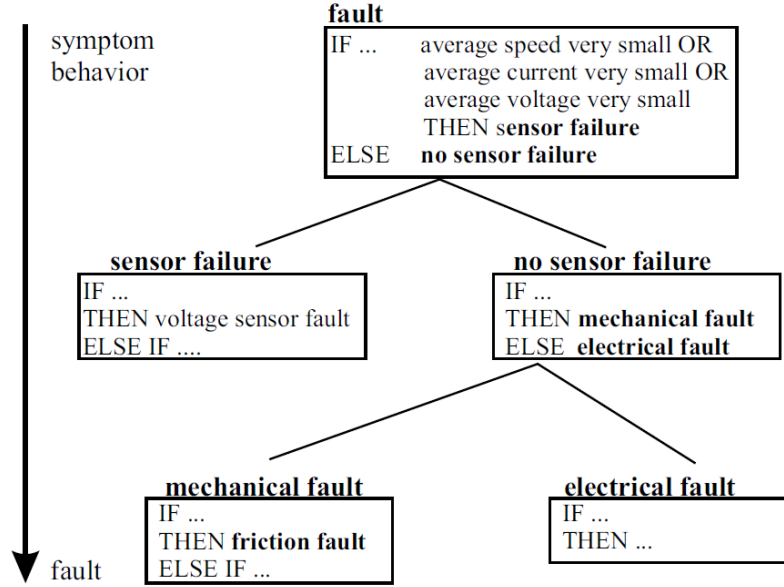 symptom
behavior
fault
IF ... average speed very small OR
average current very small OR
average voltage very small
THEN sensor failure
ELSE no sensor failure
sensor failure
IF ...
THEN voltage sensor fault
ELSE IF ....
no sensor failure
IF ...
THEN mechanical fault
ELSE electrical fault
mechanical fault
IF ...
THEN friction fault
ELSE IF ...
electrical fault
IF ...
THEN ...
fault